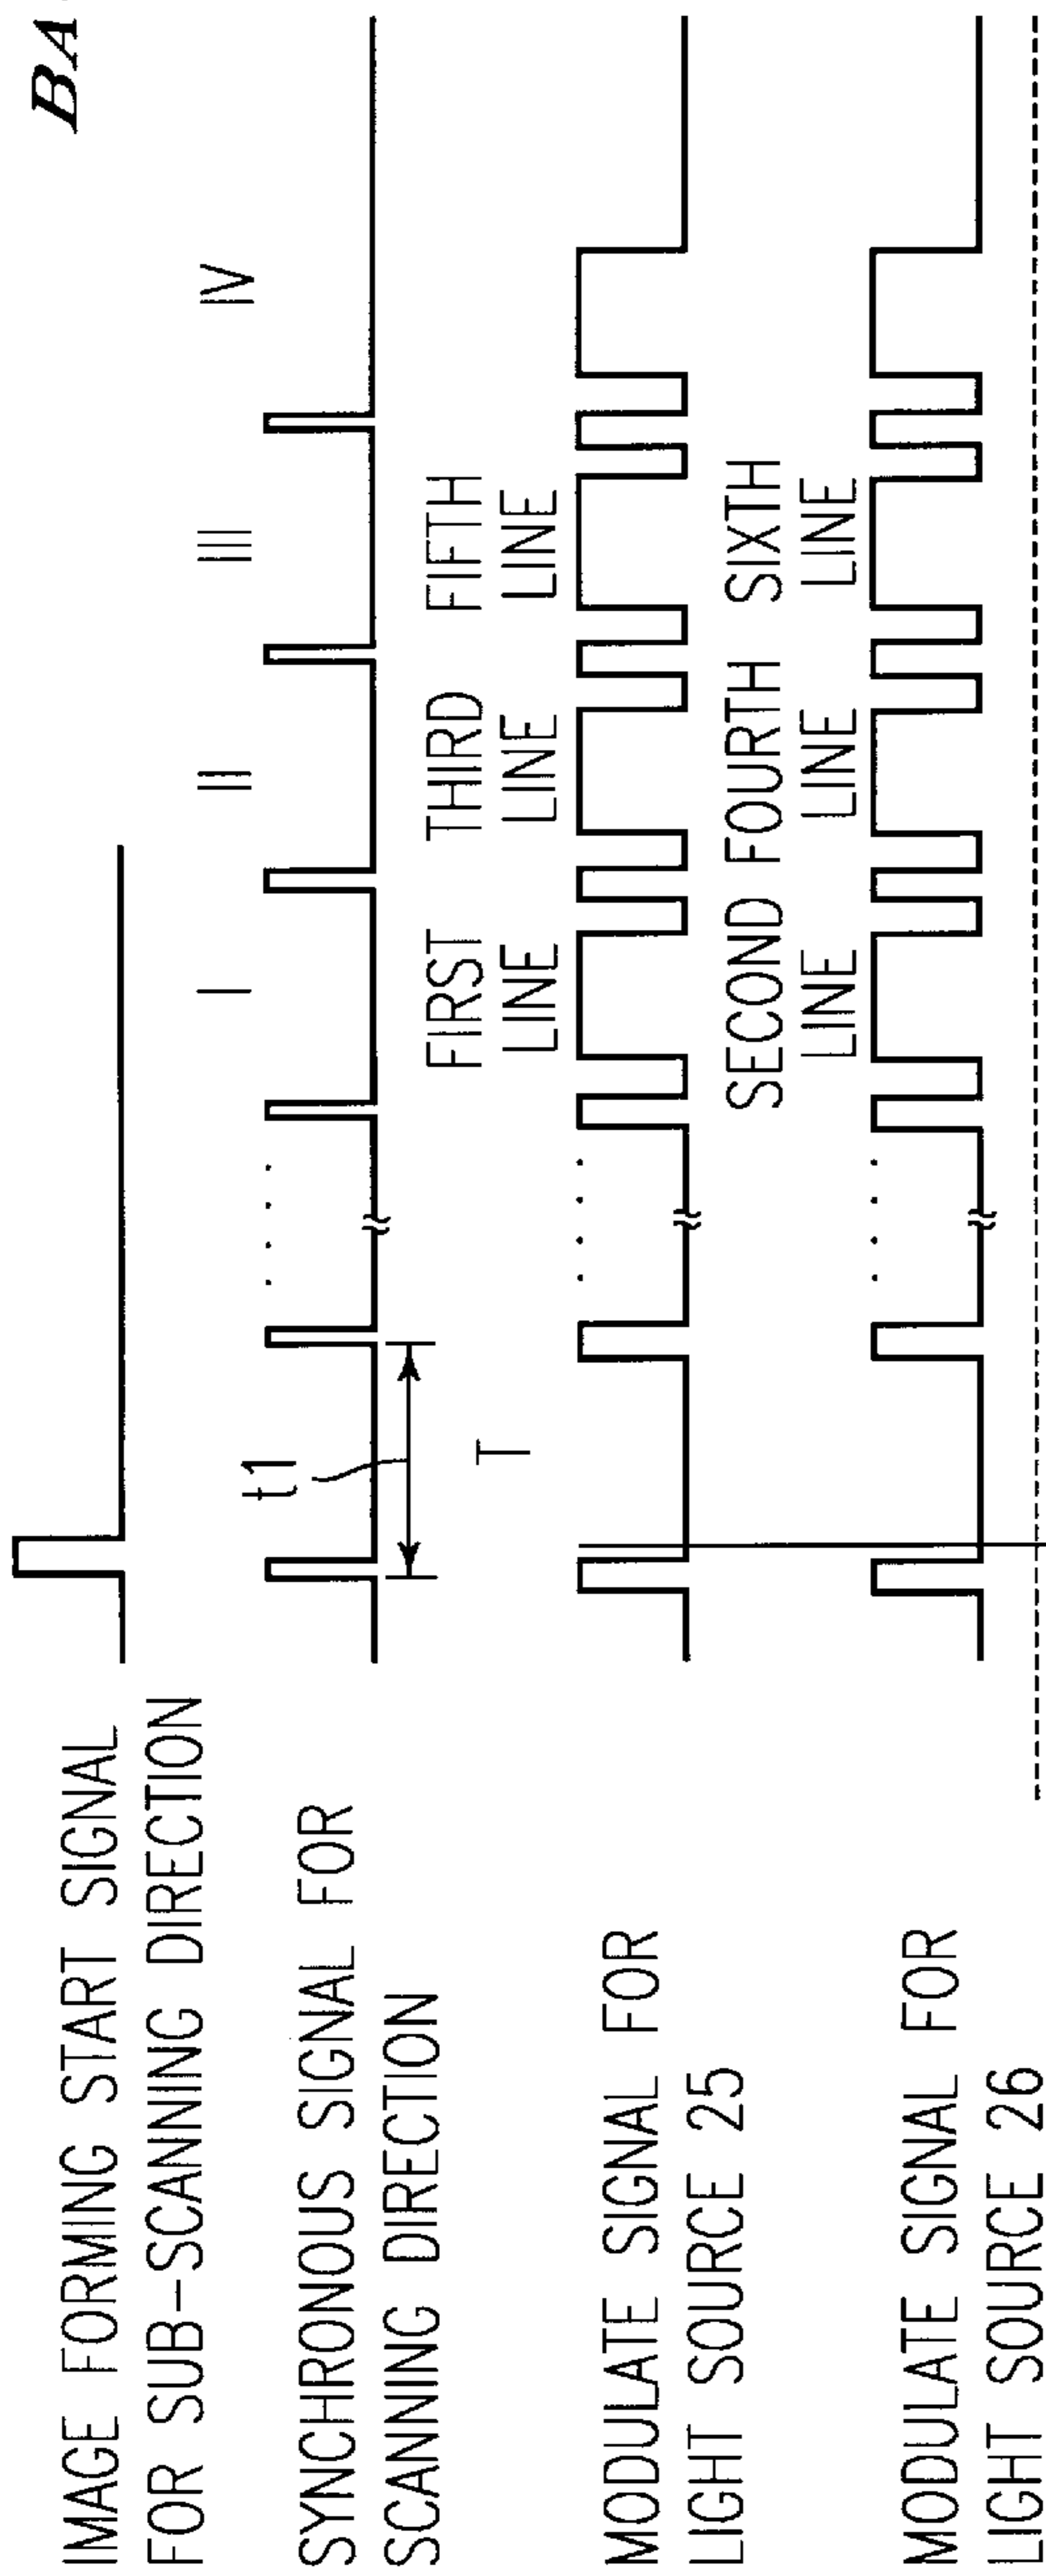 BA
IMAGE FORMING START SIGNAL
FOR SUB-SCANNING DIRECTION
I II III IV
SYNCHRONOUS SIGNAL FOR
SCANNING DIRECTION
t1
T
FIRST LINE
THIRD LINE
FIFTH LINE
MODULATE SIGNAL FOR
LIGHT SOURCE 25
SECOND LINE
FOURTH LINE
SIXTH LINE
MODULATE SIGNAL FOR
LIGHT SOURCE 26